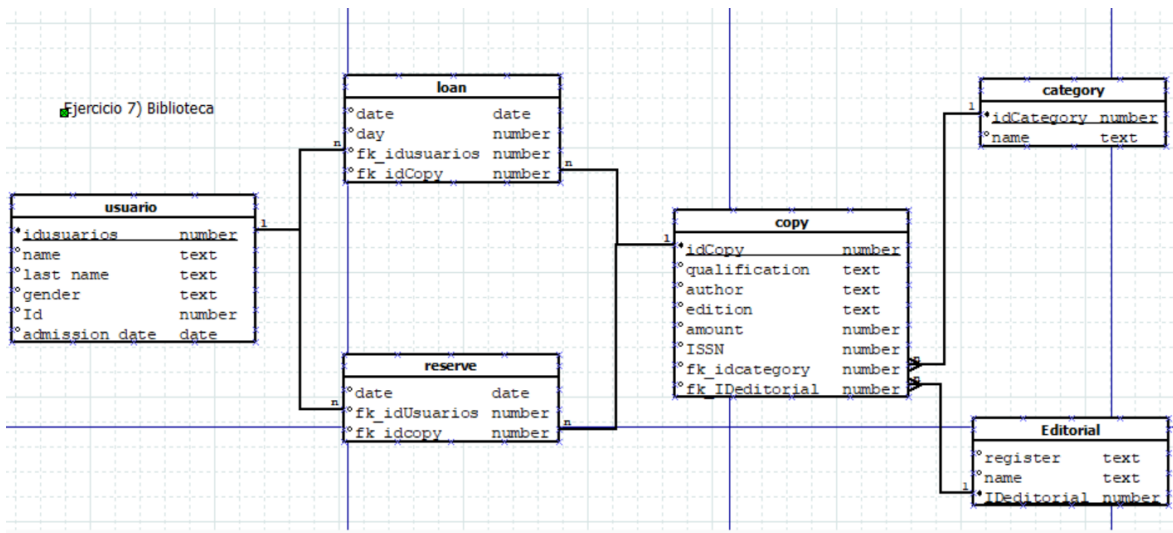 Ejercicio 7) Biblioteca
usuario
idusuarios number
name text
last name text
gender text
Id number
admission date date
loan
date date
day number
fk_idusuarios number
fk_idCopy number
reserve
date date
fk_idUsuarios number
fk_idcopy number
copy
idCopy number
qualification text
author text
edition text
amount number
ISSN number
fk_idcategory number
fk_IDeditorial number
category
idCategory number
name text
Editorial
register text
name text
IDeditorial number
1
n
n
n
n
1
1
n
n
1